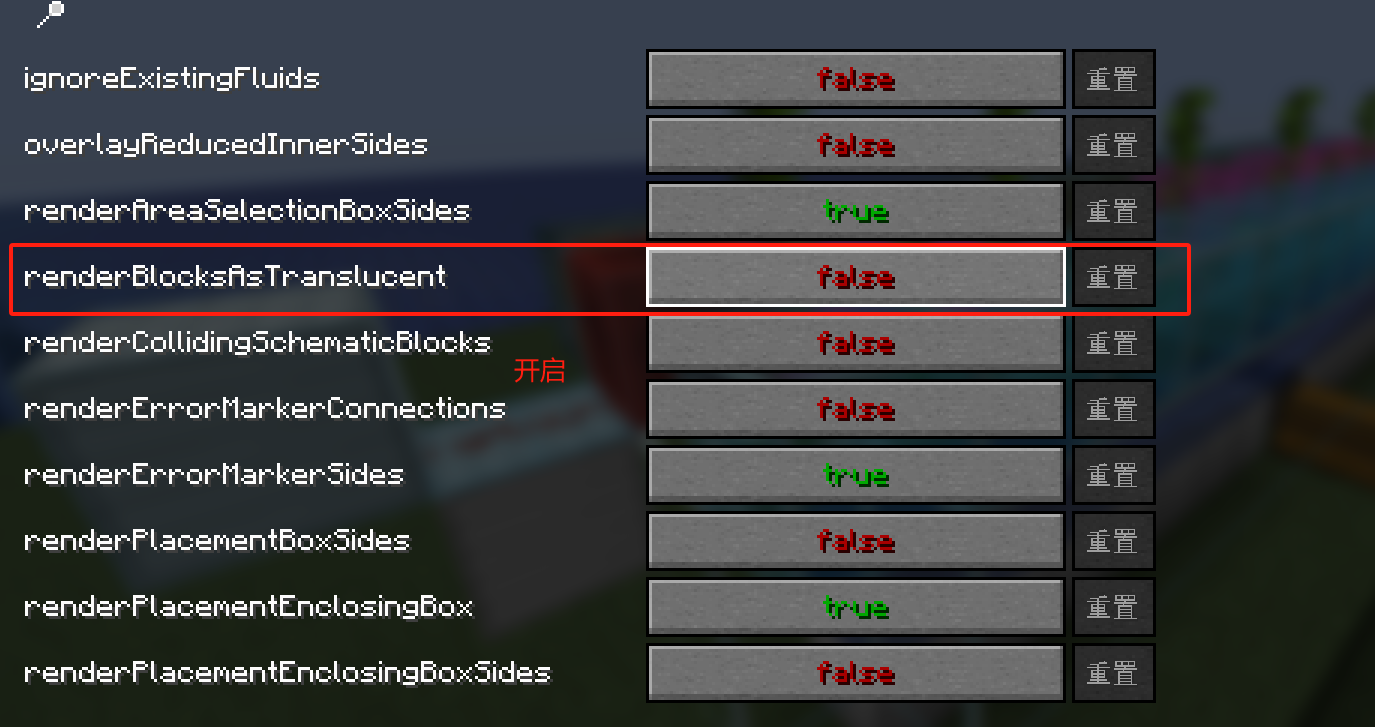 ignoreExistingFluids false 重置
overlayReducedInnerSides false 重置
renderAreaSelectionBoxSides true 重置
renderBlocksAsTranslucent false 重置
renderCollidingSchematicBlocks false 重置
开启
renderErrorMarkerConnections false 重置
renderErrorMarkerSides true 重置
renderPlacementBoxSides false 重置
renderPlacementEnclosingBox true 重置
renderPlacementEnclosingBoxSides false 重置